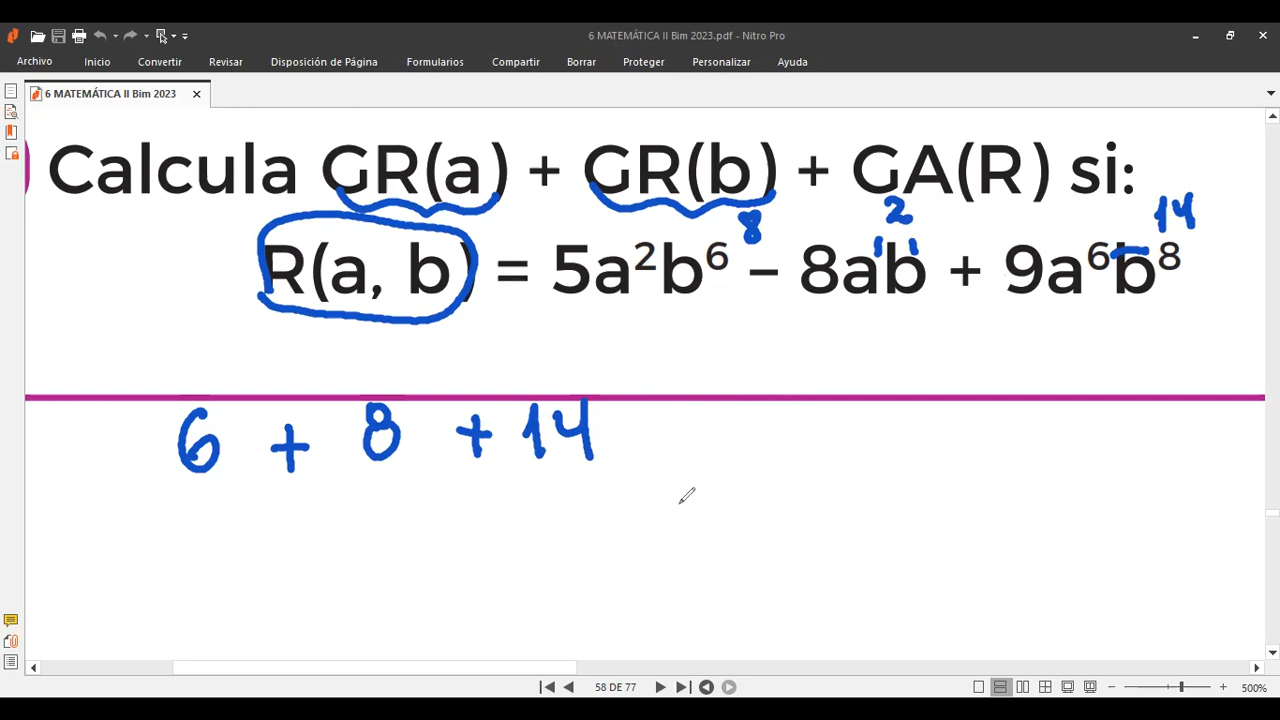 6 MATEMÁTICA II Bim 2023.pdf - Nitro Pro
Archivo Inicio Convertir Revisar Disposición de Página Formularios Compartir Borrar Proteger Personalizar Ayuda
6 MATEMÁTICA II Bim 2023
Calcula GR(a) + GR(b) + GA(R) si:
8 2 14
1 1
R(a, b) = 5a²b⁶ – 8ab + 9a⁶b⁸
6 + 8 + 14
58 DE 77
500%